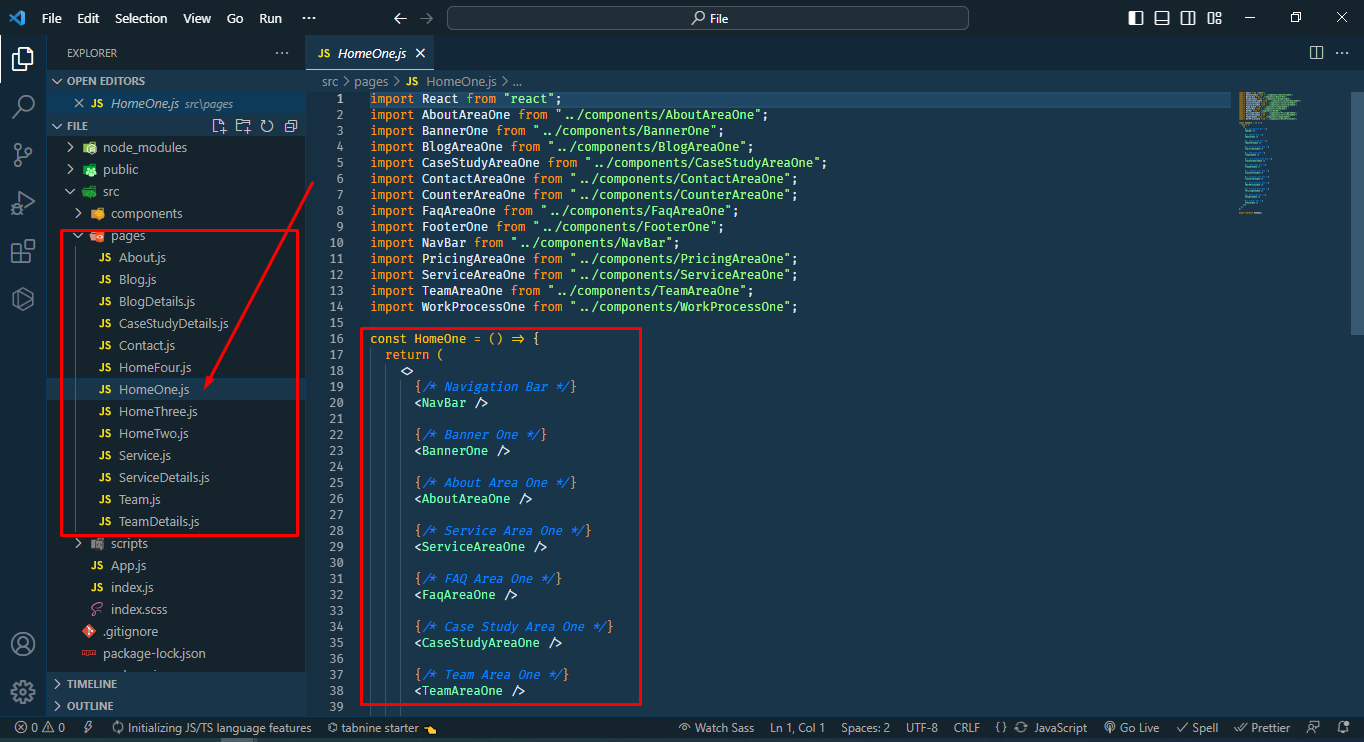 File Edit Selection View Go Run ··· File
EXPLORER ···
OPEN EDITORS
JS HomeOne.js src\pages
FILE
node_modules
public
src
components
pages
JS About.js
JS Blog.js
JS BlogDetails.js
JS CaseStudyDetails.js
JS Contact.js
JS HomeFour.js
JS HomeOne.js
JS HomeThree.js
JS HomeTwo.js
JS Service.js
JS ServiceDetails.js
JS Team.js
JS TeamDetails.js
scripts
JS App.js
JS index.js
index.scss
.gitignore
package-lock.json
TIMELINE
OUTLINE
JS HomeOne.js
src > pages > JS HomeOne.js > ...
1 import React from "react";
2 import AboutAreaOne from "../components/AboutAreaOne";
3 import BannerOne from "../components/BannerOne";
4 import BlogAreaOne from "../components/BlogAreaOne";
5 import CaseStudyAreaOne from "../components/CaseStudyAreaOne";
6 import ContactAreaOne from "../components/ContactAreaOne";
7 import CounterAreaOne from "../components/CounterAreaOne";
8 import FaqAreaOne from "../components/FaqAreaOne";
9 import FooterOne from "../components/FooterOne";
10 import NavBar from "../components/NavBar";
11 import PricingAreaOne from "../components/PricingAreaOne";
12 import ServiceAreaOne from "../components/ServiceAreaOne";
13 import TeamAreaOne from "../components/TeamAreaOne";
14 import WorkProcessOne from "../components/WorkProcessOne";
15
16 const HomeOne = () => {
17 return (
18 <>
19 {/* Navigation Bar */}
20 <NavBar />
21
22 {/* Banner One */}
23 <BannerOne />
24
25 {/* About Area One */}
26 <AboutAreaOne />
27
28 {/* Service Area One */}
29 <ServiceAreaOne />
30
31 {/* FAQ Area One */}
32 <FaqAreaOne />
33
34 {/* Case Study Area One */}
35 <CaseStudyAreaOne />
36
37 {/* Team Area One */}
38 <TeamAreaOne />
39
0 0 Initializing JS/TS language features tabnine starter Watch Sass Ln 1, Col 1 Spaces: 2 UTF-8 CRLF {} JavaScript Go Live Spell Prettier